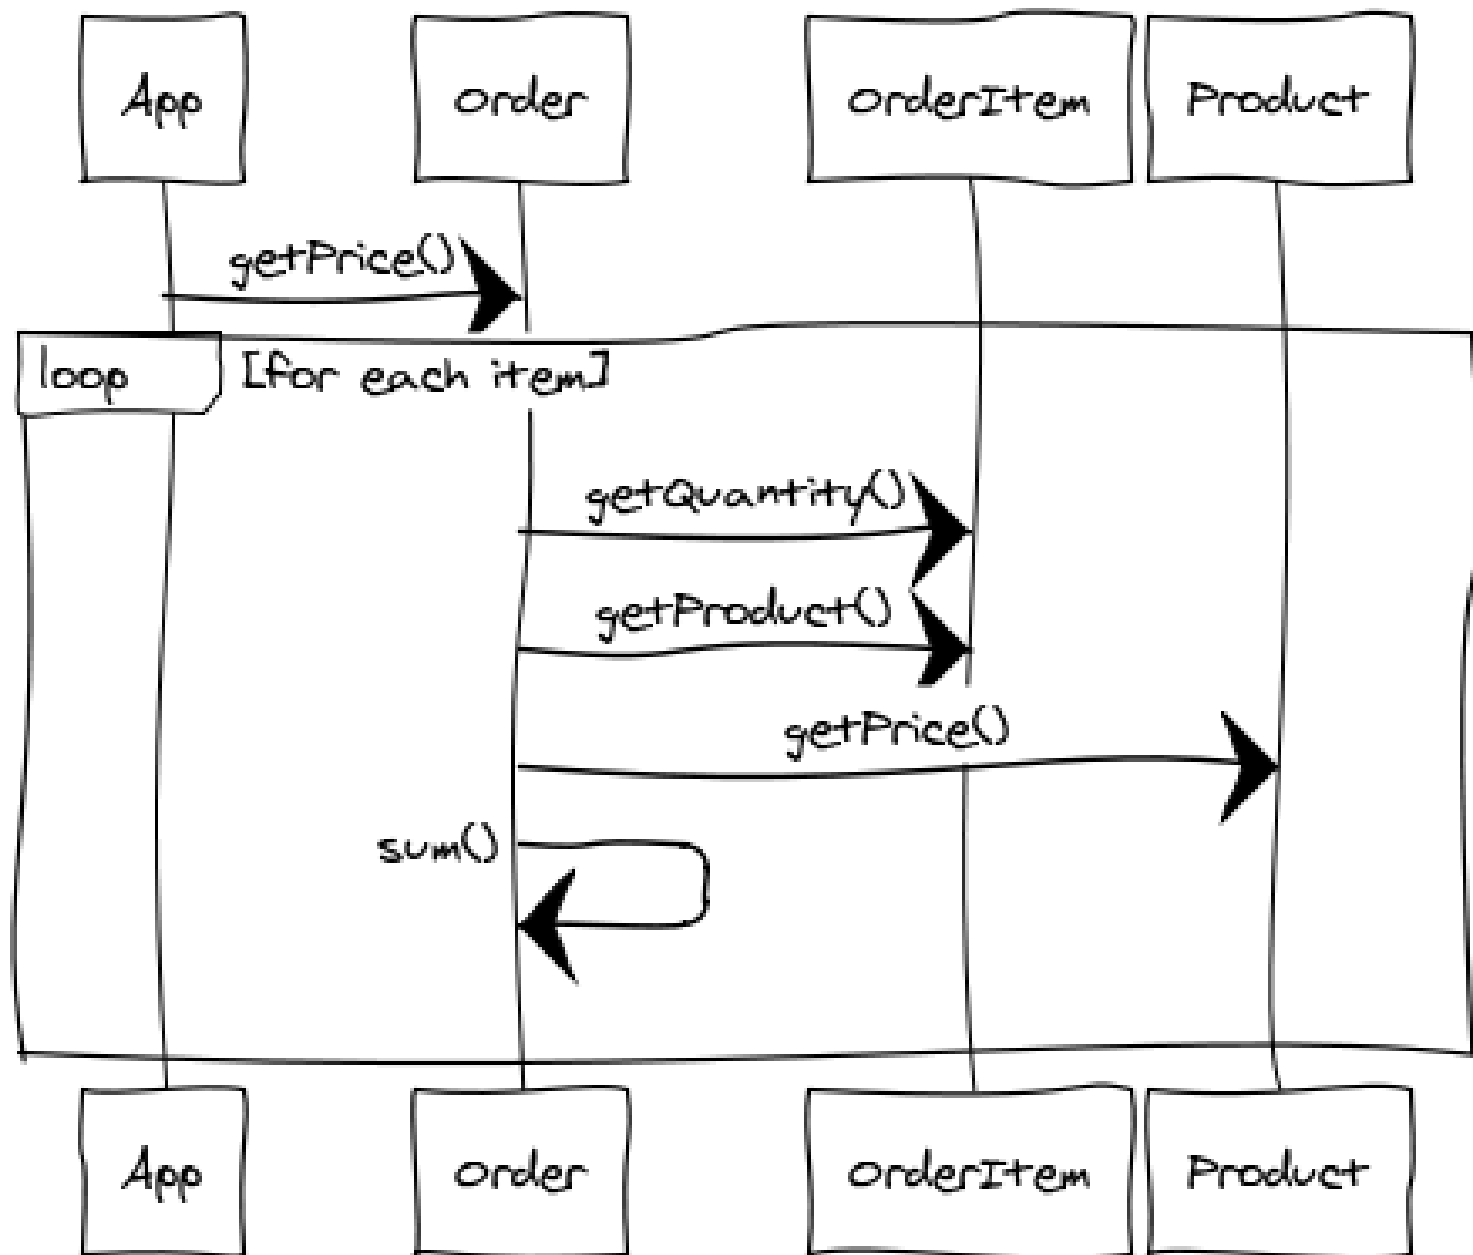 App
Order
OrderItem
Product
getPrice()
loop
[for each item]
getQuantity()
getProduct()
getPrice()
sum()
App
Order
OrderItem
Product